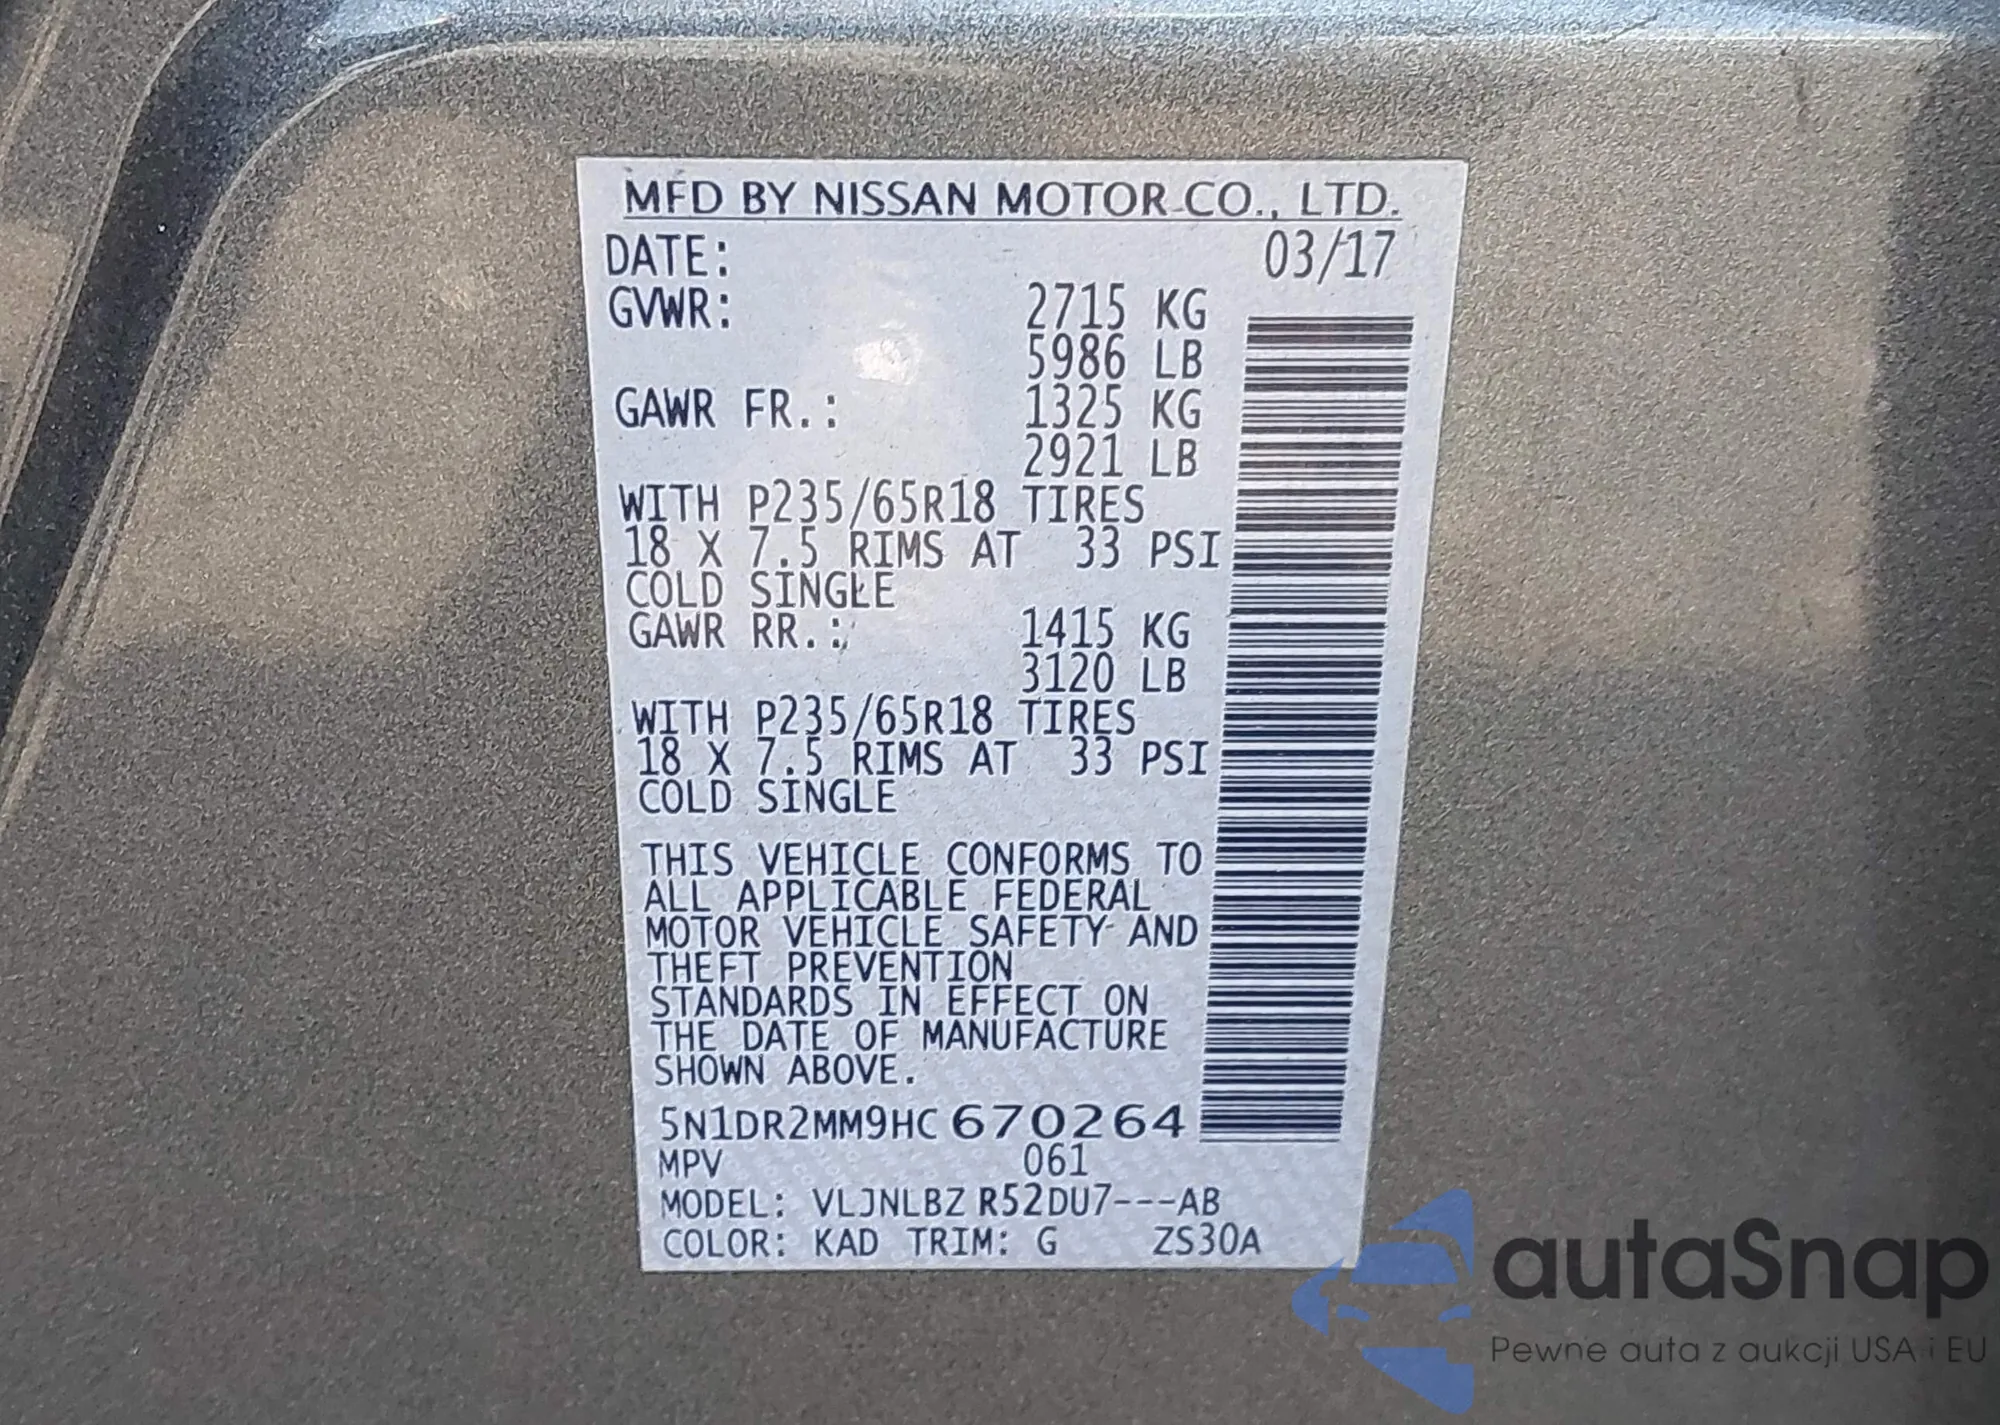 MFD BY NISSAN MOTOR CO., LTD.
DATE: 03/17
GVWR: 2715 KG
5986 LB
GAWR FR.: 1325 KG
2921 LB
WITH P235/65R18 TIRES
18 X 7.5 RIMS AT 33 PSI
COLD SINGLE
GAWR RR.: 1415 KG
3120 LB
WITH P235/65R18 TIRES
18 X 7.5 RIMS AT 33 PSI
COLD SINGLE
THIS VEHICLE CONFORMS TO
ALL APPLICABLE FEDERAL
MOTOR VEHICLE SAFETY AND
THEFT PREVENTION
STANDARDS IN EFFECT ON
THE DATE OF MANUFACTURE
SHOWN ABOVE.
5N1DR2MM9HC670264
MPV 061
MODEL: VLJNLBZ R52DU7---AB
COLOR: KAD TRIM: G ZS30A
autaSnap
Pewne auta z aukcji USA i EU